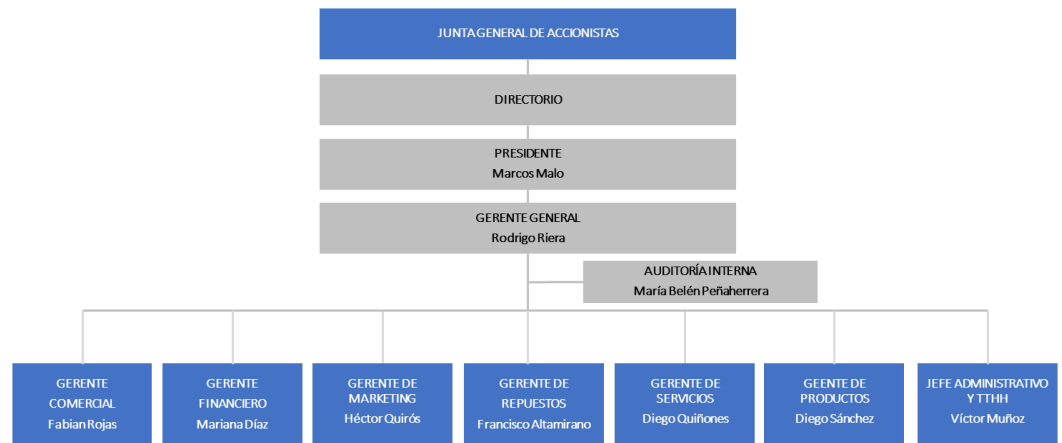 JUNTA GENERAL DE ACCIONISTAS
DIRECTORIO
PRESIDENTE
Marcos Malo
GERENTE GENERAL
Rodrigo Riera
AUDITORÍA INTERNA
María Belén Peñaherrera
GERENTE
COMERCIAL
Fabian Rojas
GERENTE
FINANCIERO
Mariana Díaz
GERENTE DE
MARKETING
Héctor Quirós
GERENTE DE
REPUESTOS
Francisco Altamirano
GERENTE DE
SERVICIOS
Diego Quiñones
GEENTE DE
PRODUCTOS
Diego Sánchez
JEFE ADMINISTRATIVO
Y TTHH
Víctor Muñoz